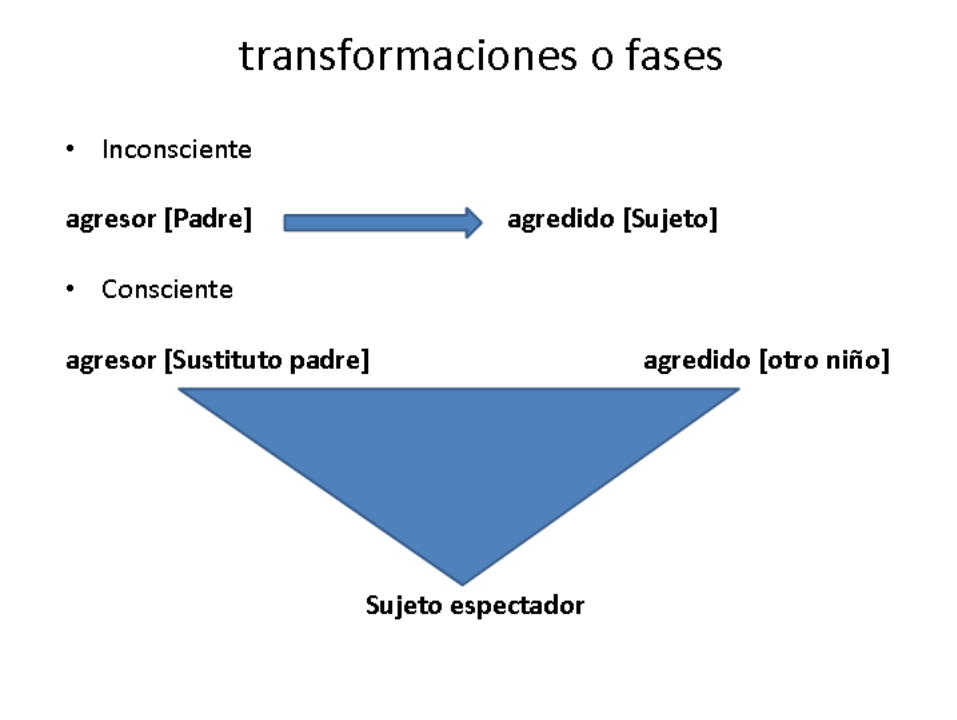 transformaciones o fases
• Inconsciente
agresor [Padre] agredido [Sujeto]
• Consciente
agresor [Sustituto padre] agredido [otro niño]
Sujeto espectador